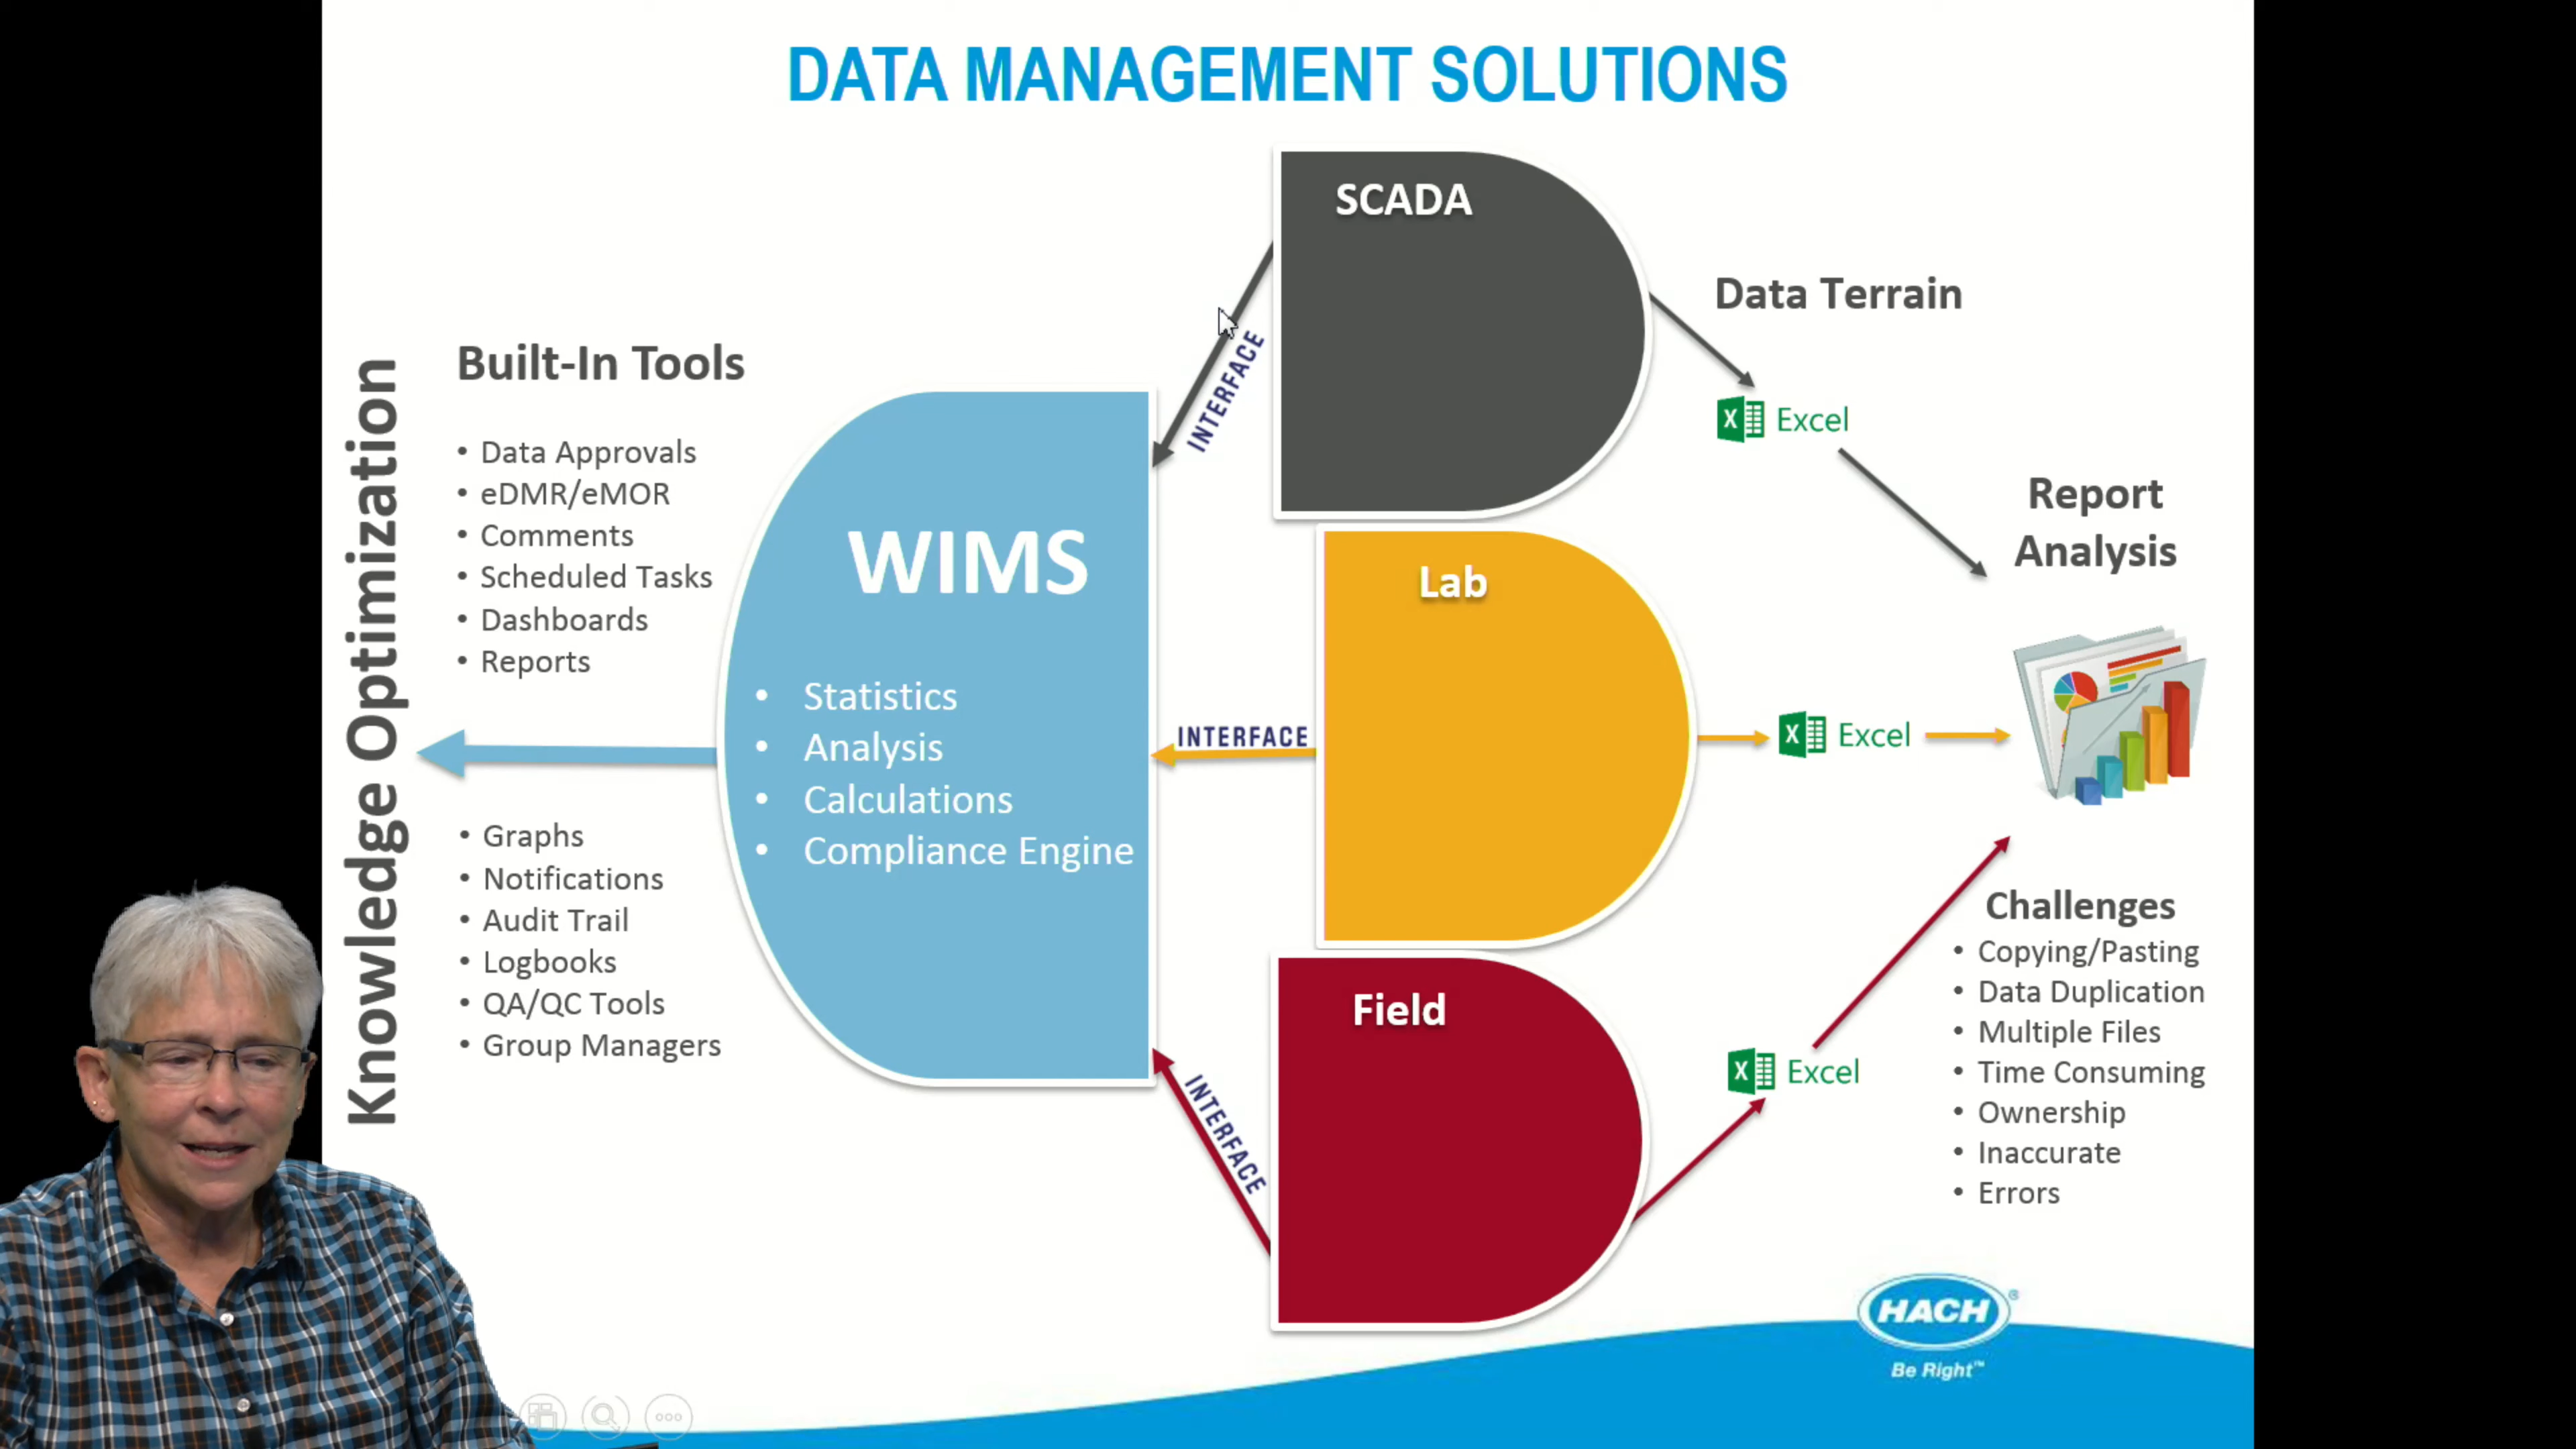 DATA MANAGEMENT SOLUTIONS
Knowledge Optimization
Built-In Tools
• Data Approvals
• eDMR/eMOR
• Comments
• Scheduled Tasks
• Dashboards
• Reports
• Graphs
• Notifications
• Audit Trail
• Logbooks
• QA/QC Tools
• Group Managers
WIMS
• Statistics
• Analysis
• Calculations
• Compliance Engine
INTERFACE
INTERFACE
INTERFACE
SCADA
Lab
Field
Data Terrain
Excel
Excel
Excel
Report
Analysis
Challenges
• Copying/Pasting
• Data Duplication
• Multiple Files
• Time Consuming
• Ownership
• Inaccurate
• Errors
HACH®
Be Right™